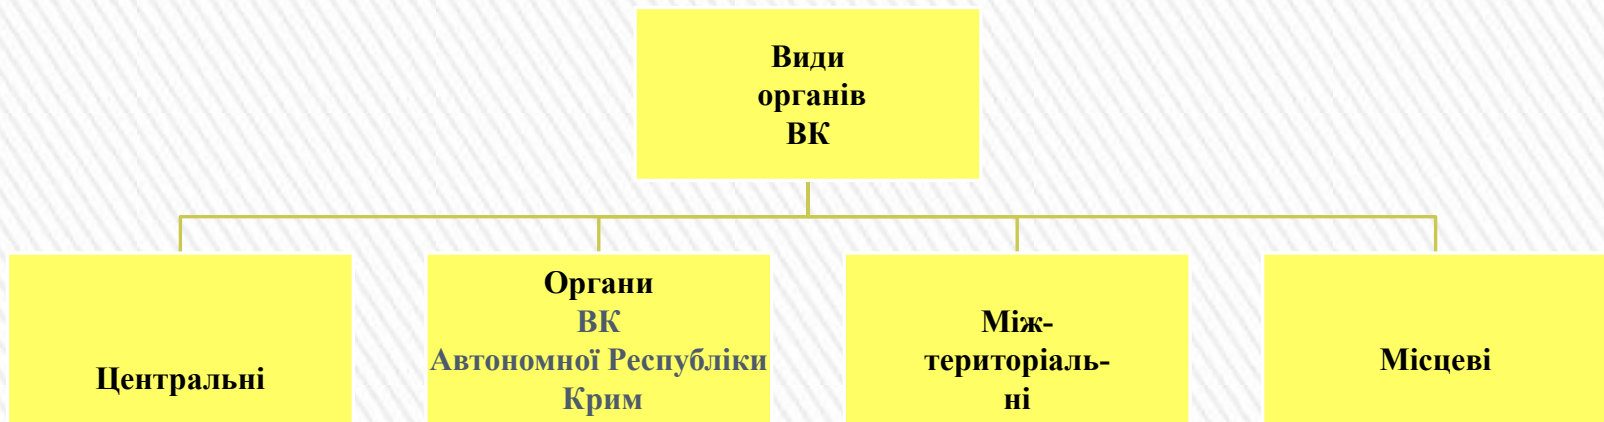 Види
органів
ВК
Центральні
Органи
ВК
Автономної Республіки
Крим
Між-
територіаль-
ні
Місцеві